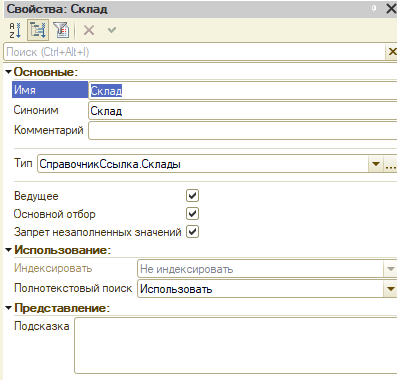 Свойства: Склад
Поиск (Ctrl+Alt+I)
Основные:
Имя Склад
Синоним Склад
Комментарий
Тип СправочникСсылка.Склады
Ведущее
Основной отбор
Запрет незаполненных значений
Использование:
Индексировать Не индексировать
Полнотекстовый поиск Использовать
Представление:
Подсказка